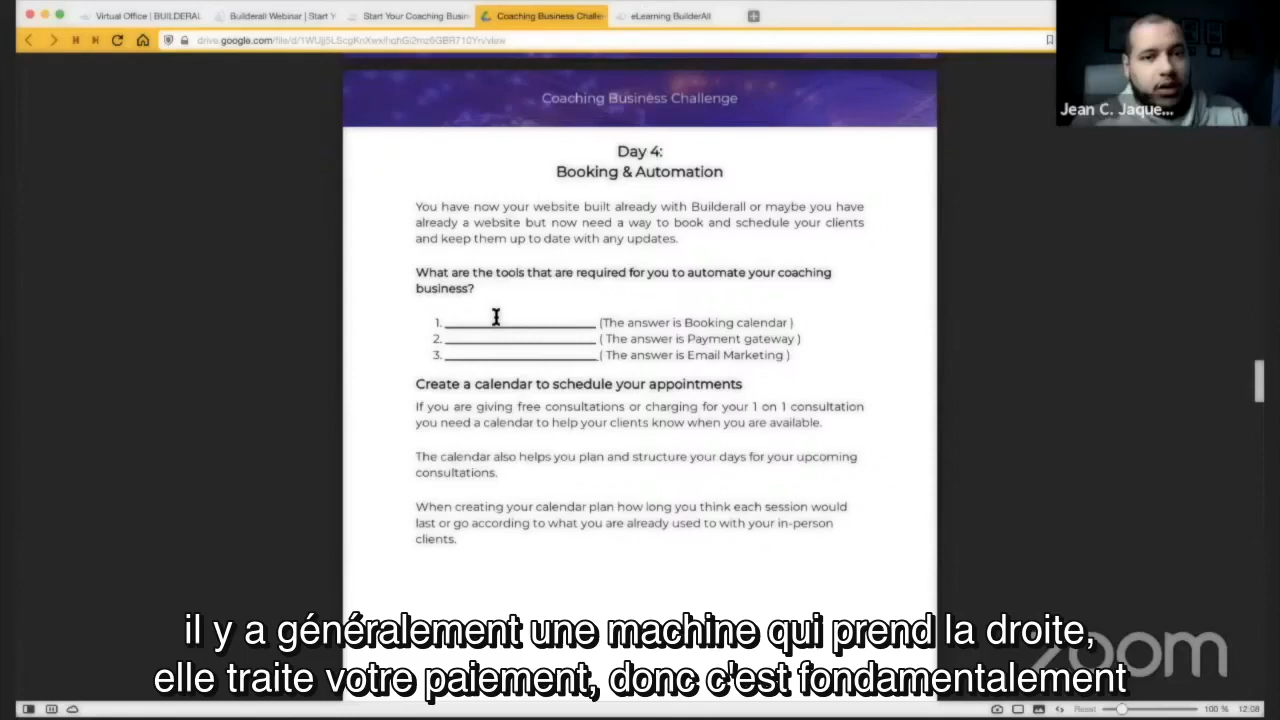 Virtual Office | BUILDERAL
Builderall Webinar | Start Y
Start Your Coaching Busin
Coaching Business Challe
eLearning BuilderAll
Jean C. Jaque...
Coaching Business Challenge
Day 4:
Booking & Automation
You have now your website built already with Builderall or maybe you have
already a website but now need a way to book and schedule your clients
and keep them up to date with any updates.
What are the tools that are required for you to automate your coaching
business?
1. ____________________ (The answer is Booking calendar )
2. ____________________ ( The answer is Payment gateway )
3. ____________________ ( The answer is Email Marketing )
Create a calendar to schedule your appointments
If you are giving free consultations or charging for your 1 on 1 consultation
you need a calendar to help your clients know when you are available.
The calendar also helps you plan and structure your days for your upcoming
consultations.
When creating your calendar plan how long you think each session would
last or go according to what you are already used to with your in-person
clients.
il y a généralement une machine qui prend la droite,
elle traite votre paiement, donc c'est fondamentalement
zoom
Reset
100 %
12:08